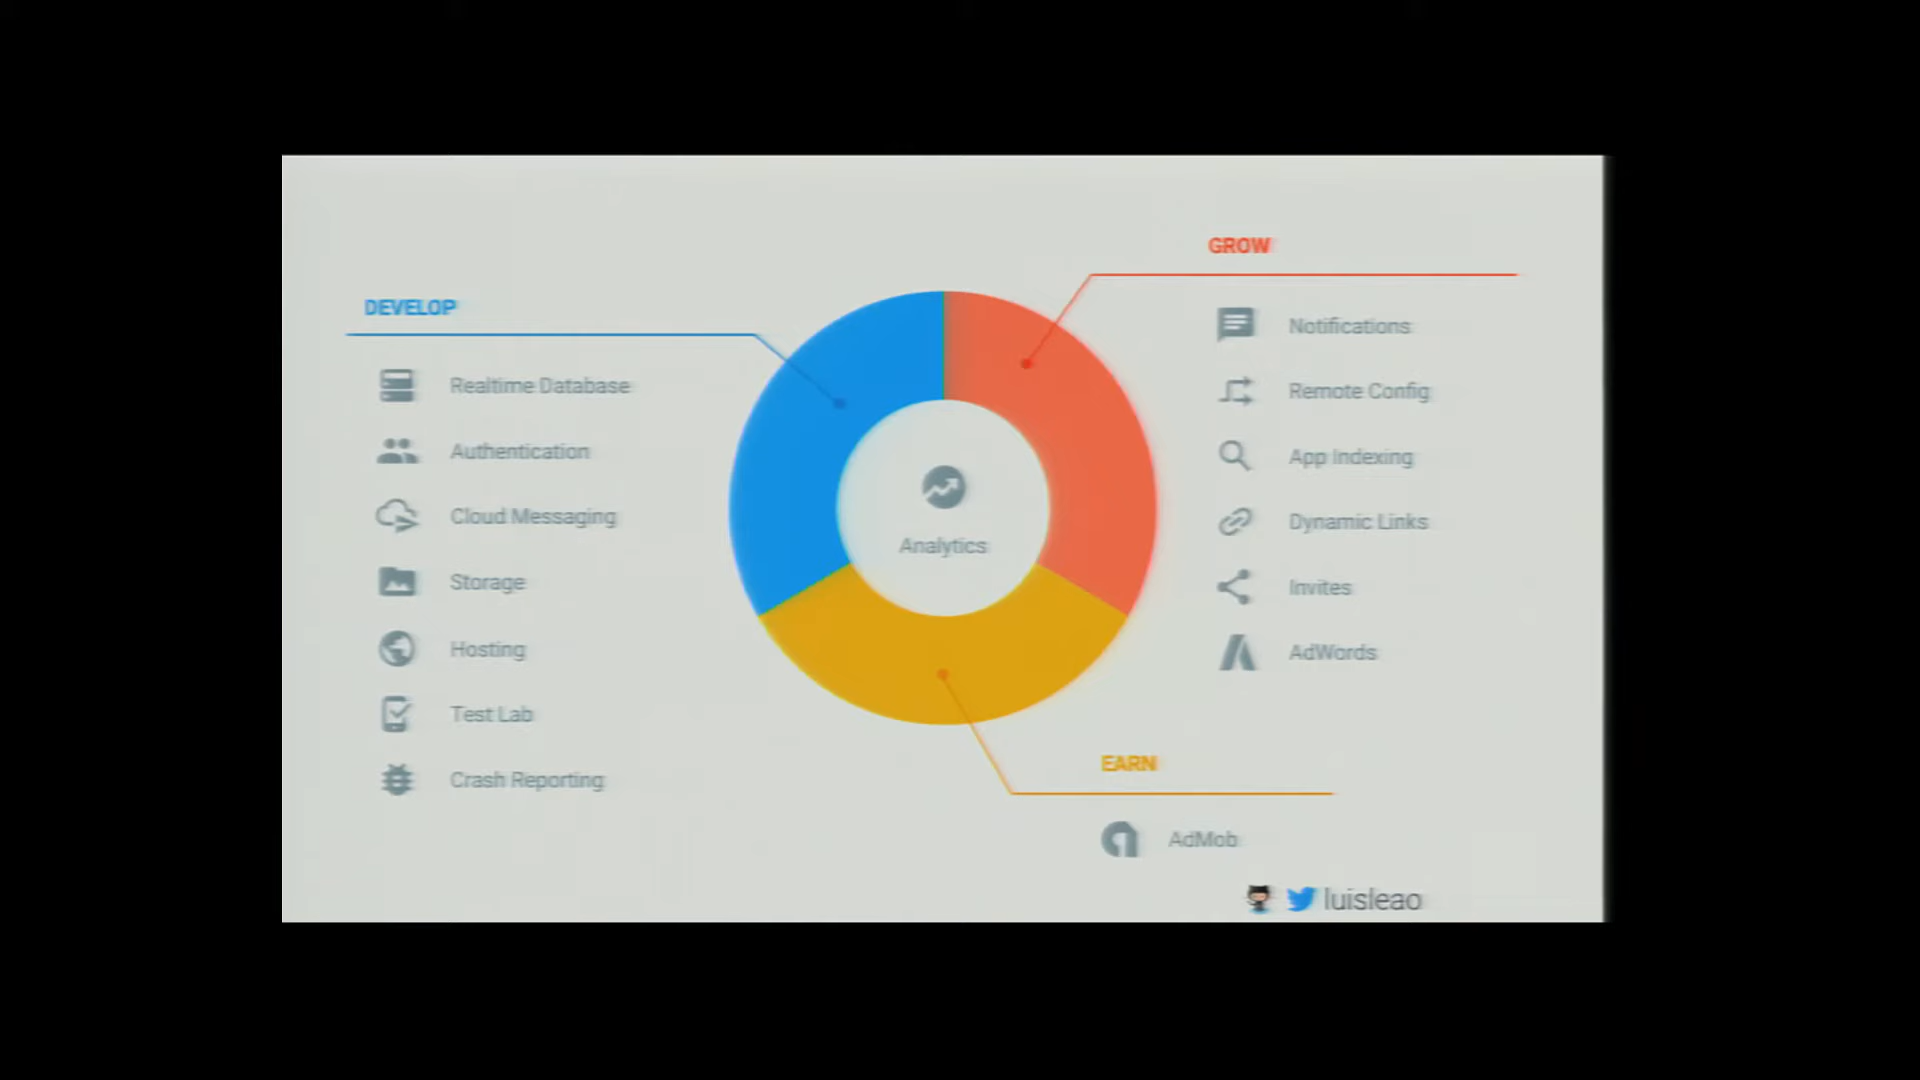 DEVELOP
Realtime Database
Authentication
Cloud Messaging
Storage
Hosting
Test Lab
Crash Reporting
Analytics
GROW
Notifications
Remote Config
App Indexing
Dynamic Links
Invites
AdWords
EARN
AdMob
luisleao